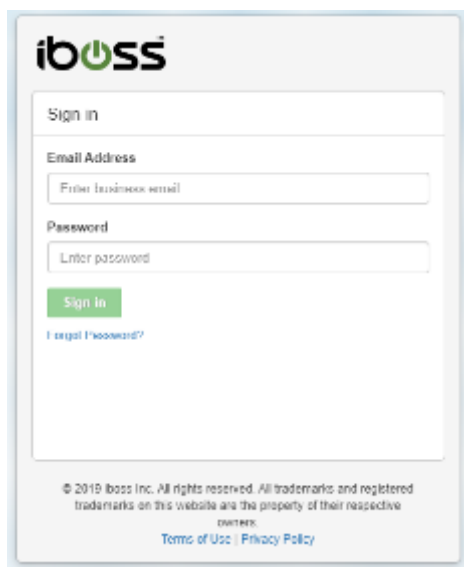 iboss
Sign in
Email Address
Enter business email
Password
Enter password
Sign in
Forgot Password?
© 2019 iboss Inc. All rights reserved. All trademarks and registered
trademarks on this website are the property of their respective
owners.
Terms of Use | Privacy Policy